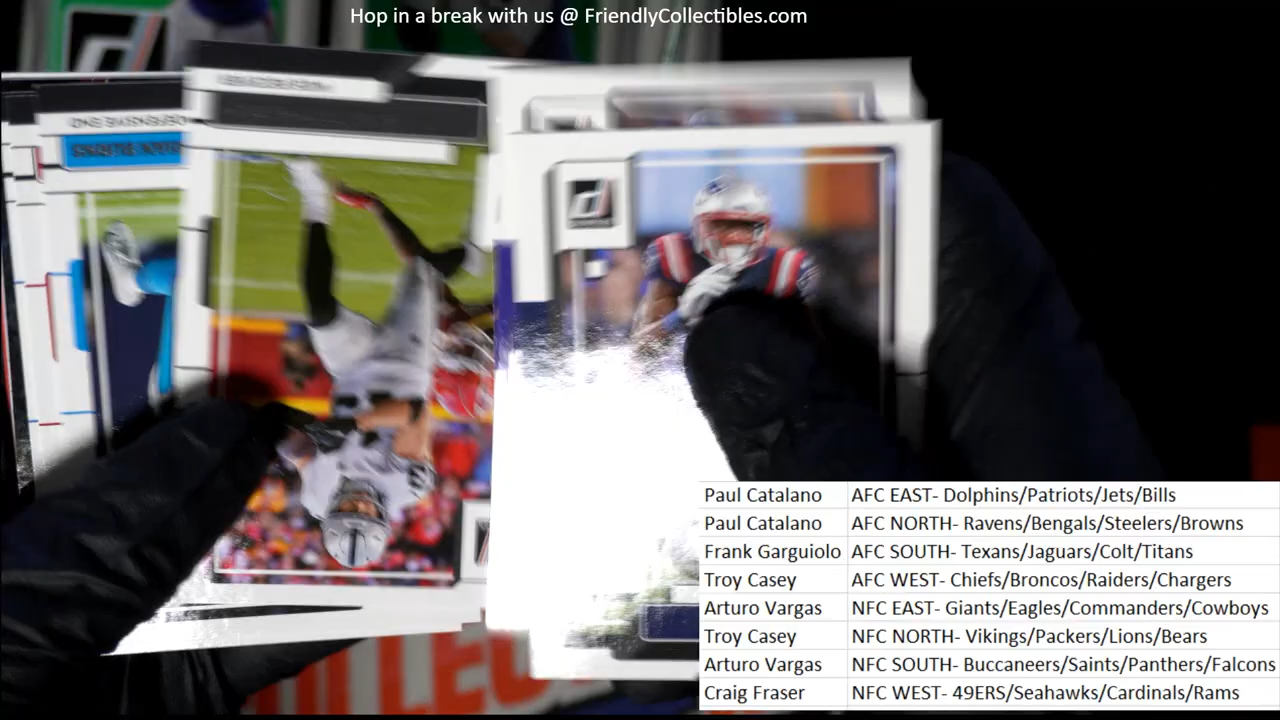 Hop in a break with us @ FriendlyCollectibles.com
Paul Catalano AFC EAST- Dolphins/Patriots/Jets/Bills
Paul Catalano AFC NORTH- Ravens/Bengals/Steelers/Browns
Frank Garguiolo AFC SOUTH- Texans/Jaguars/Colt/Titans
Troy Casey AFC WEST- Chiefs/Broncos/Raiders/Chargers
Arturo Vargas NFC EAST- Giants/Eagles/Commanders/Cowboys
Troy Casey NFC NORTH- Vikings/Packers/Lions/Bears
Arturo Vargas NFC SOUTH- Buccaneers/Saints/Panthers/Falcons
Craig Fraser NFC WEST- 49ERS/Seahawks/Cardinals/Rams